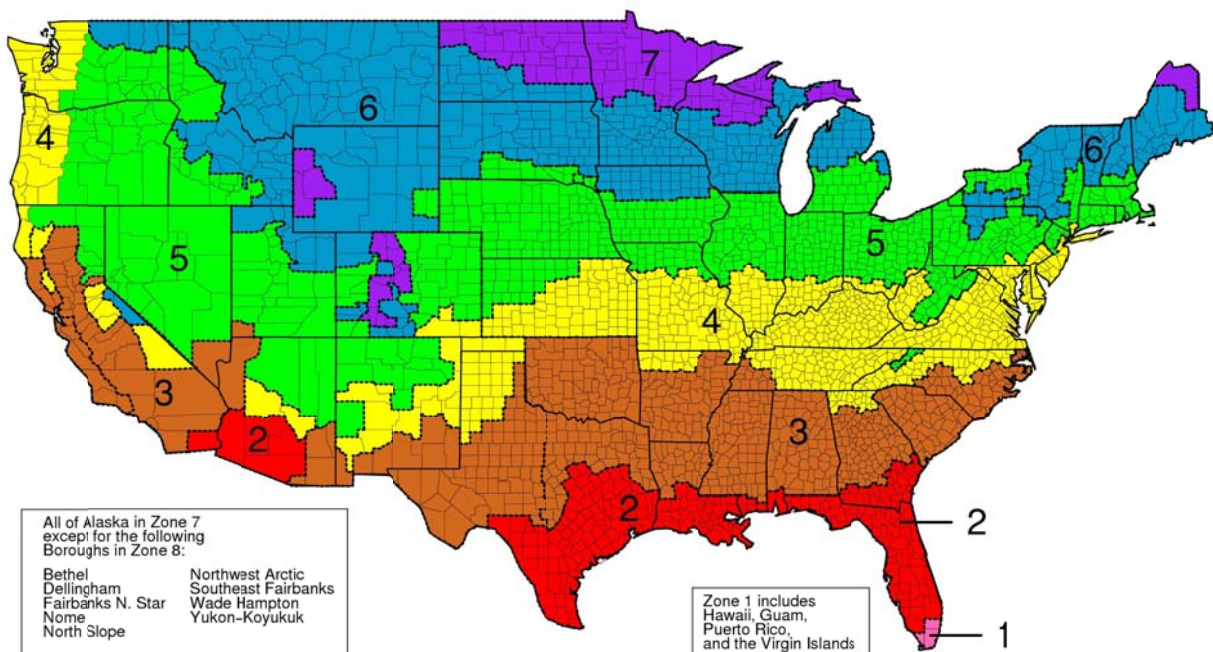 7
6
4
6
5
5
4
3
3
2
2
2
1
All of Alaska in Zone 7
except for the following
Boroughs in Zone 8:
Bethel Northwest Arctic
Dellingham Southeast Fairbanks
Fairbanks N. Star Wade Hampton
Nome Yukon-Koyukuk
North Slope
Zone 1 includes
Hawaii, Guam,
Puerto Rico,
and the Virgin Islands